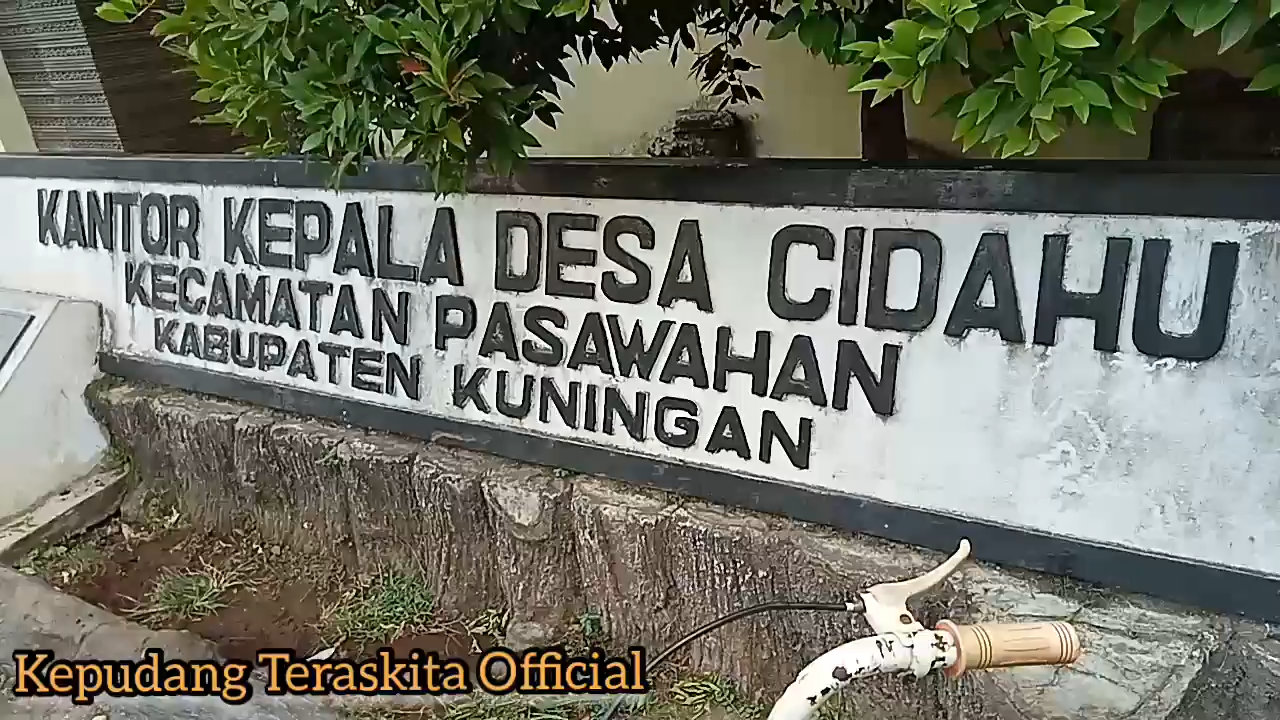 KANTOR KEPALA DESA CIDAHU
KECAMATAN PASAWAHAN
KABUPATEN KUNINGAN
Kepudang Teraskita Official